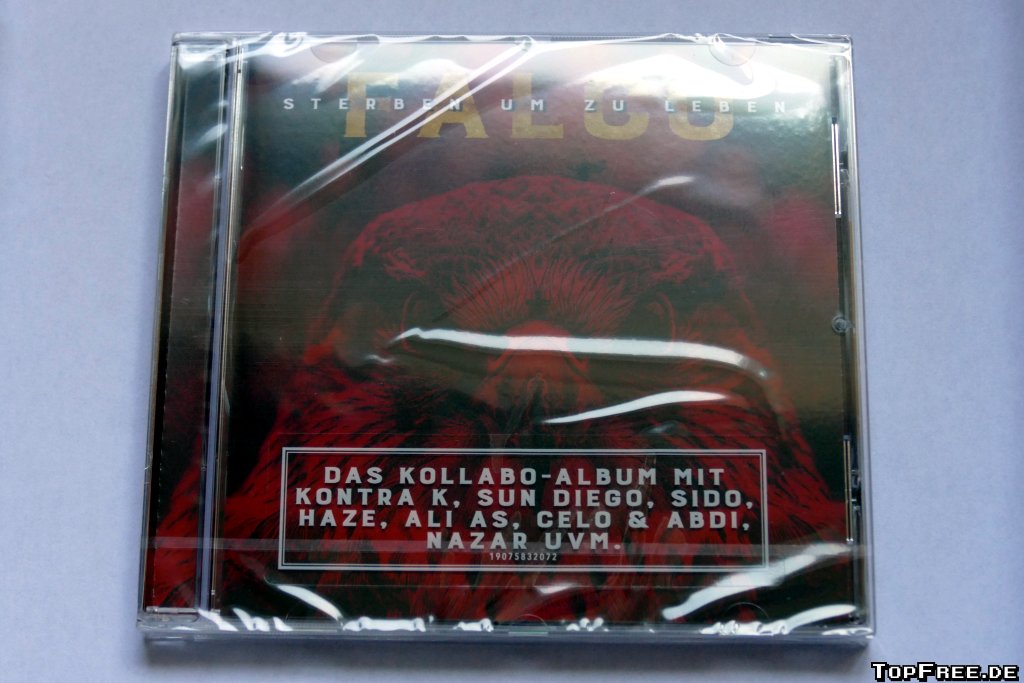 FALCO
STERBEN UM ZU LEBEN
DAS KOLLABO-ALBUM MIT
KONTRA K, SUN DIEGO, SIDO,
HAZE, ALI AS, CELO & ABDI,
NAZAR UVM.
19075832072
TOPFREE.DE